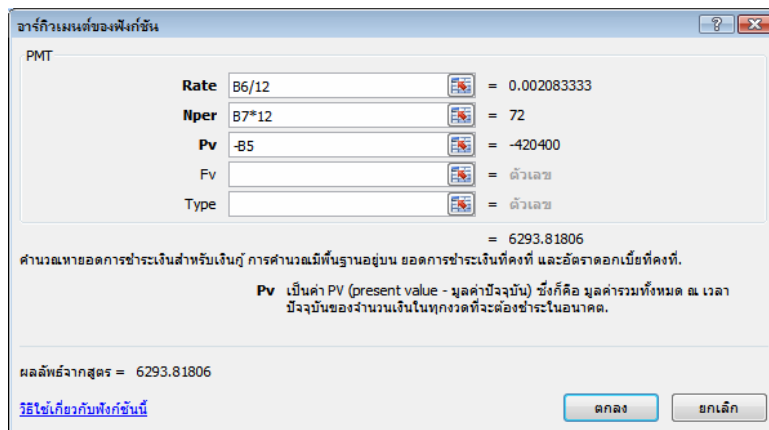 อาร์กิวเมนต์ของฟังก์ชัน
PMT
Rate B6/12 = 0.002083333
Nper B7*12 = 72
Pv -B5 = -420400
Fv = ตัวเลข
Type = ตัวเลข
= 6293.81806
คำนวณหายอดการชำระเงินสำหรับเงินกู้ การคำนวณมีพื้นฐานอยู่บน ยอดการชำระเงินที่คงที่ และอัตราดอกเบี้ยที่คงที่.
Pv เป็นค่า PV (present value - มูลค่าปัจจุบัน) ซึ่งก็คือ มูลค่ารวมทั้งหมด ณ เวลา
ปัจจุบันของจำนวนเงินในทุกงวดที่จะต้องชำระในอนาคต.
ผลลัพธ์จากสูตร = 6293.81806
วิธีใช้เกี่ยวกับฟังก์ชันนี้
ตกลง
ยกเลิก